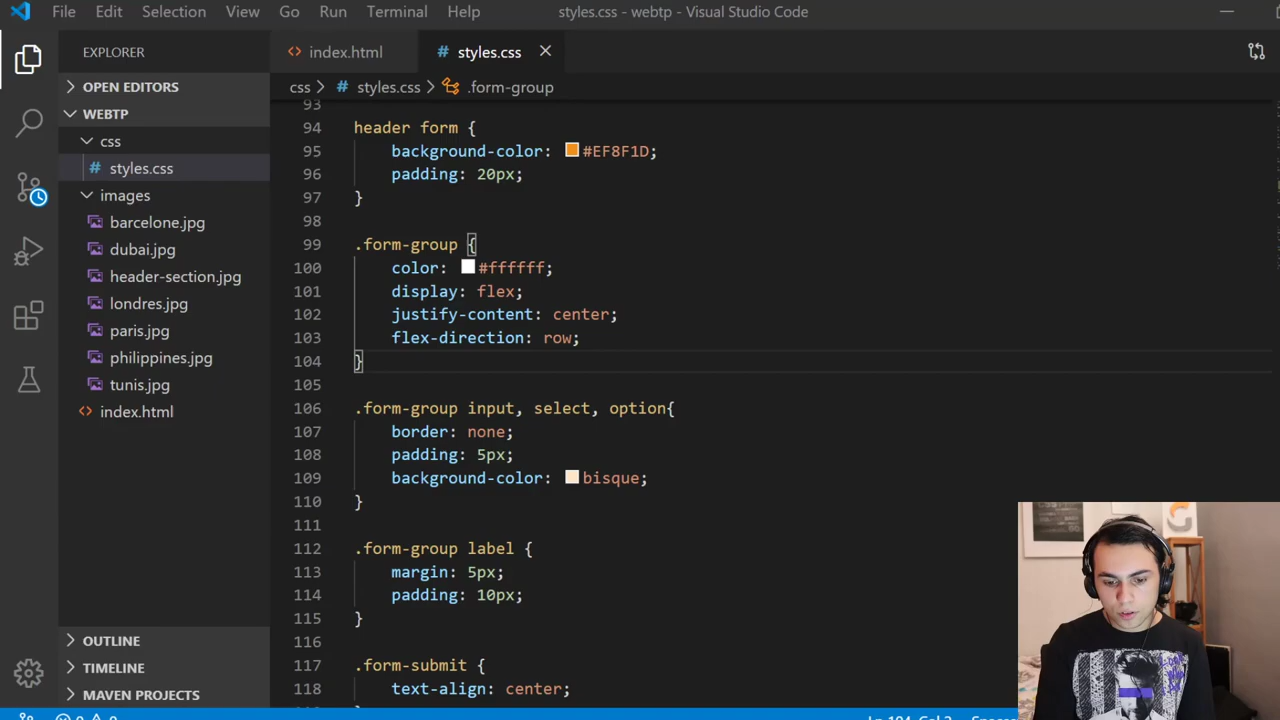 File Edit Selection View Go Run Terminal Help styles.css - webtp - Visual Studio Code
EXPLORER
index.html
# styles.css
OPEN EDITORS
css > # styles.css > .form-group
WEBTP
css
# styles.css
images
barcelone.jpg
dubai.jpg
header-section.jpg
londres.jpg
paris.jpg
philippines.jpg
tunis.jpg
<> index.html
OUTLINE
TIMELINE
MAVEN PROJECTS
93
94 header form {
95 background-color: #EF8F1D;
96 padding: 20px;
97 }
98
99 .form-group {
100 color: #ffffff;
101 display: flex;
102 justify-content: center;
103 flex-direction: row;
104 }
105
106 .form-group input, select, option{
107 border: none;
108 padding: 5px;
109 background-color: bisque;
110 }
111
112 .form-group label {
113 margin: 5px;
114 padding: 10px;
115 }
116
117 .form-submit {
118 text-align: center;